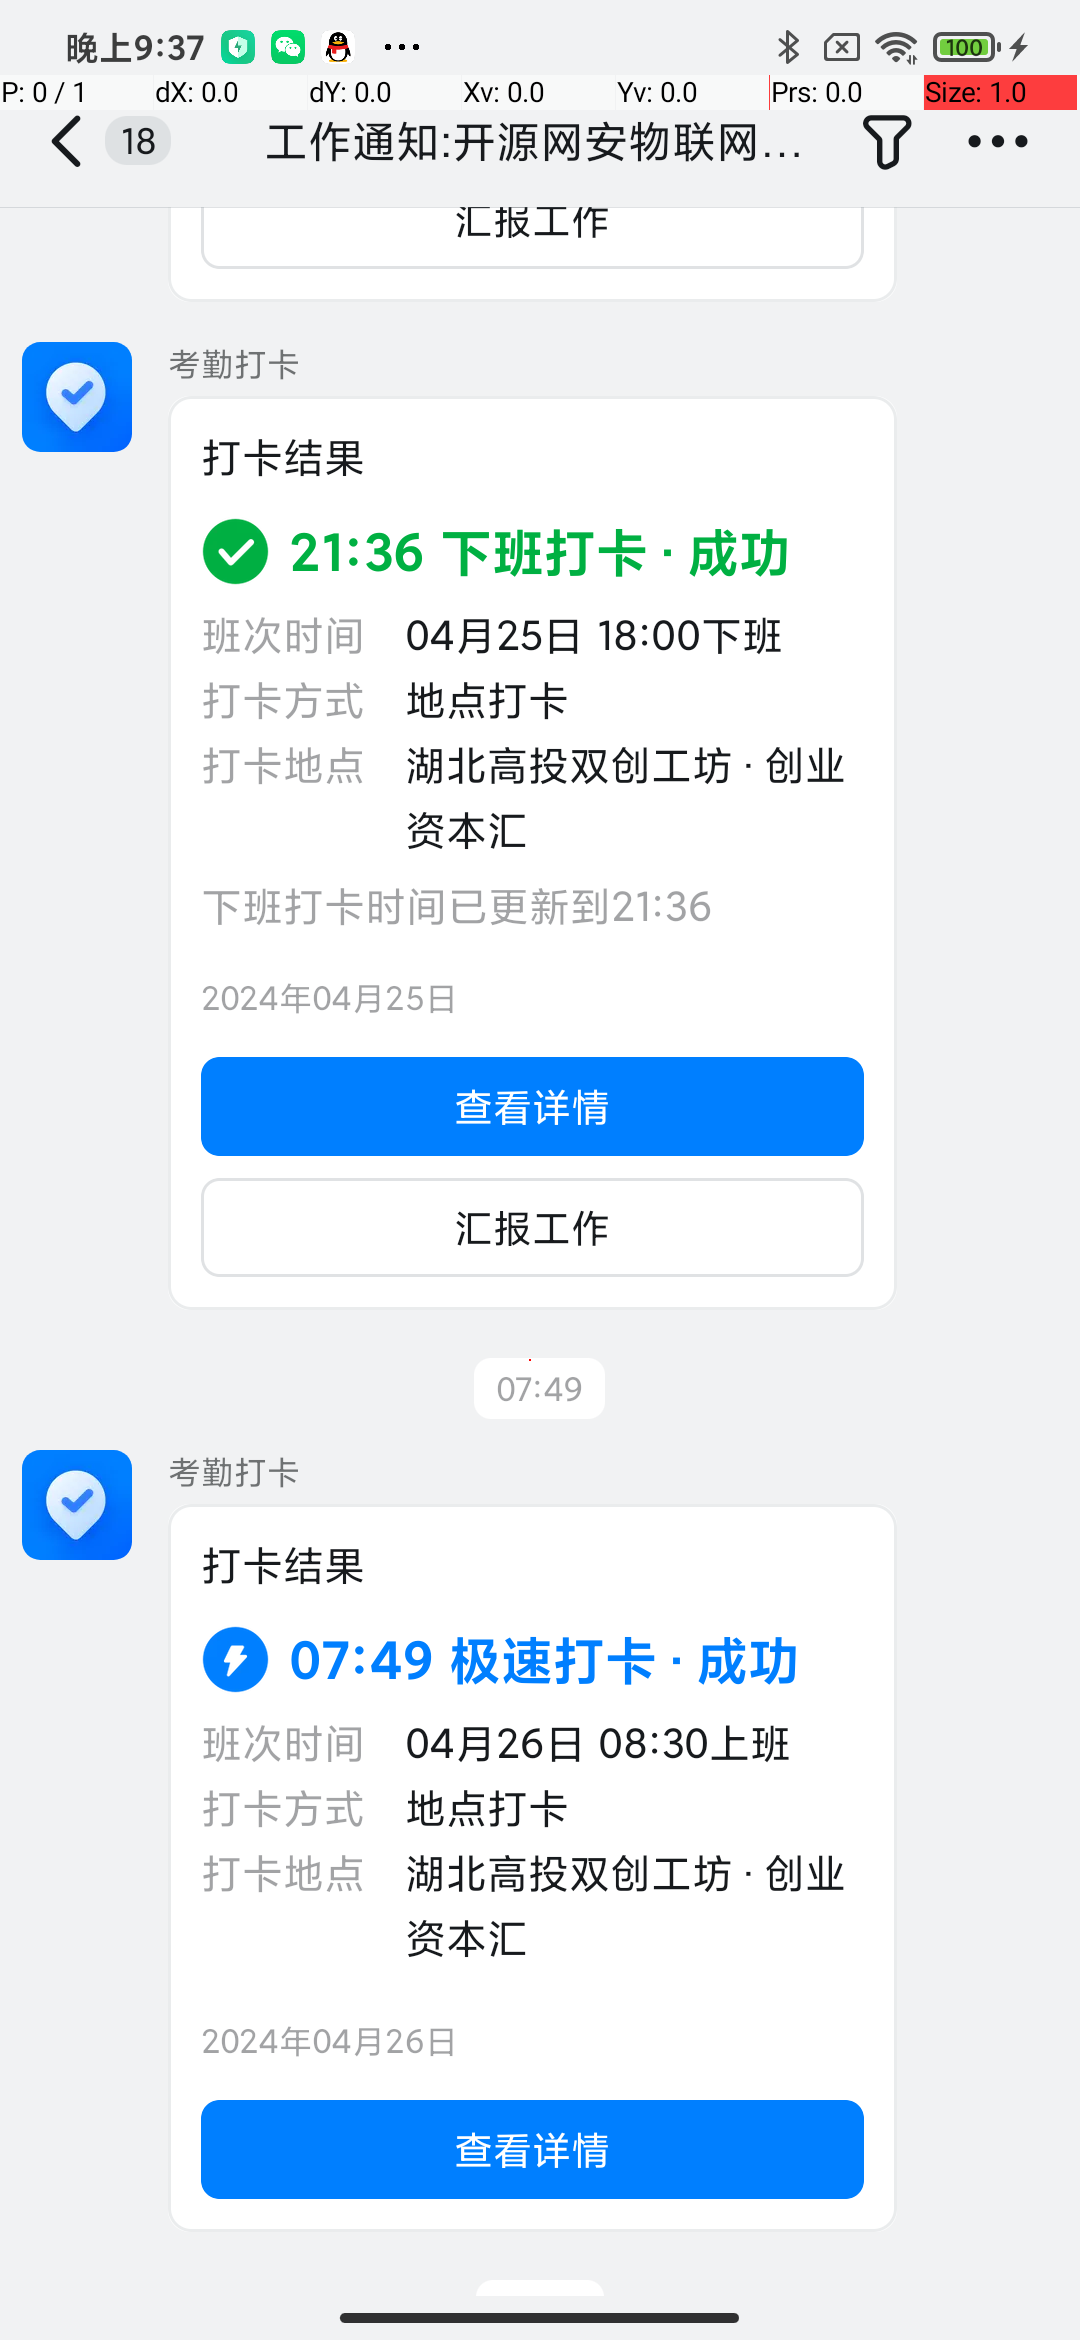 晚上9:37
100
P: 0 / 1
dX: 0.0
dY: 0.0
Xv: 0.0
Yv: 0.0
Prs: 0.0
Size: 1.0
18
工作通知:开源网安物联网...
汇报工作
考勤打卡
打卡结果
21:36 下班打卡 · 成功
班次时间 04月25日 18:00下班
打卡方式 地点打卡
打卡地点 湖北高投双创工坊 · 创业
资本汇
下班打卡时间已更新到21:36
2024年04月25日
查看详情
汇报工作
07:49
考勤打卡
打卡结果
07:49 极速打卡 · 成功
班次时间 04月26日 08:30上班
打卡方式 地点打卡
打卡地点 湖北高投双创工坊 · 创业
资本汇
2024年04月26日
查看详情